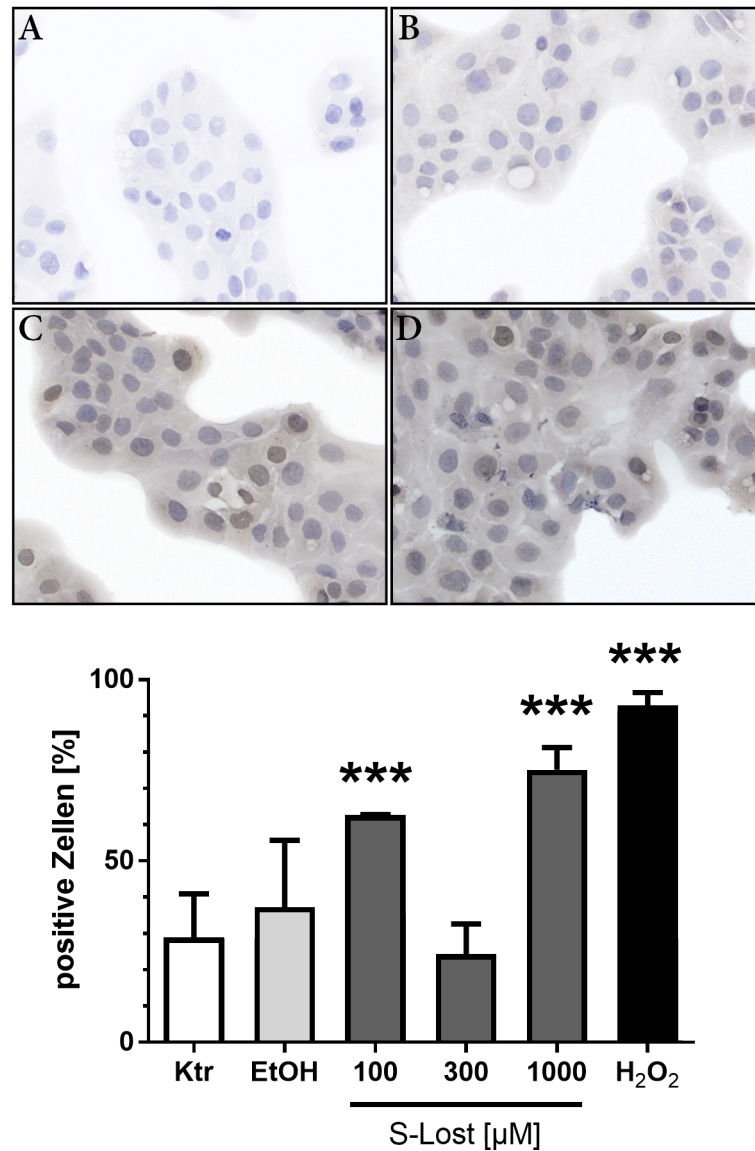 A
B
C
D
***
***
***
100
50
0
positive Zellen [%]
Ktr EtOH 100 300 1000 H₂O₂
S-Lost [µM]